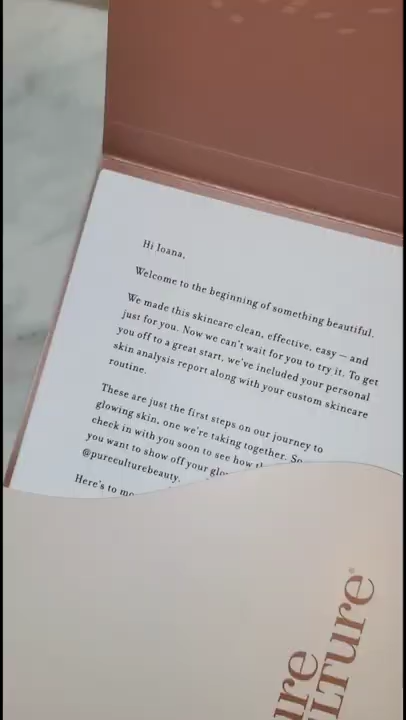 Hi Ioana,
Welcome to the beginning of something beautiful.
We made this skincare clean, effective, easy — and
just for you. Now we can't wait for you to try it. To get
you off to a great start, we've included your personal
skin analysis report along with your custom skincare
routine.
These are just the first steps on our journey to
glowing skin, one we're taking together. So
check in with you soon to see how
you want to show off your
@pureculturebeauty.
Here's to